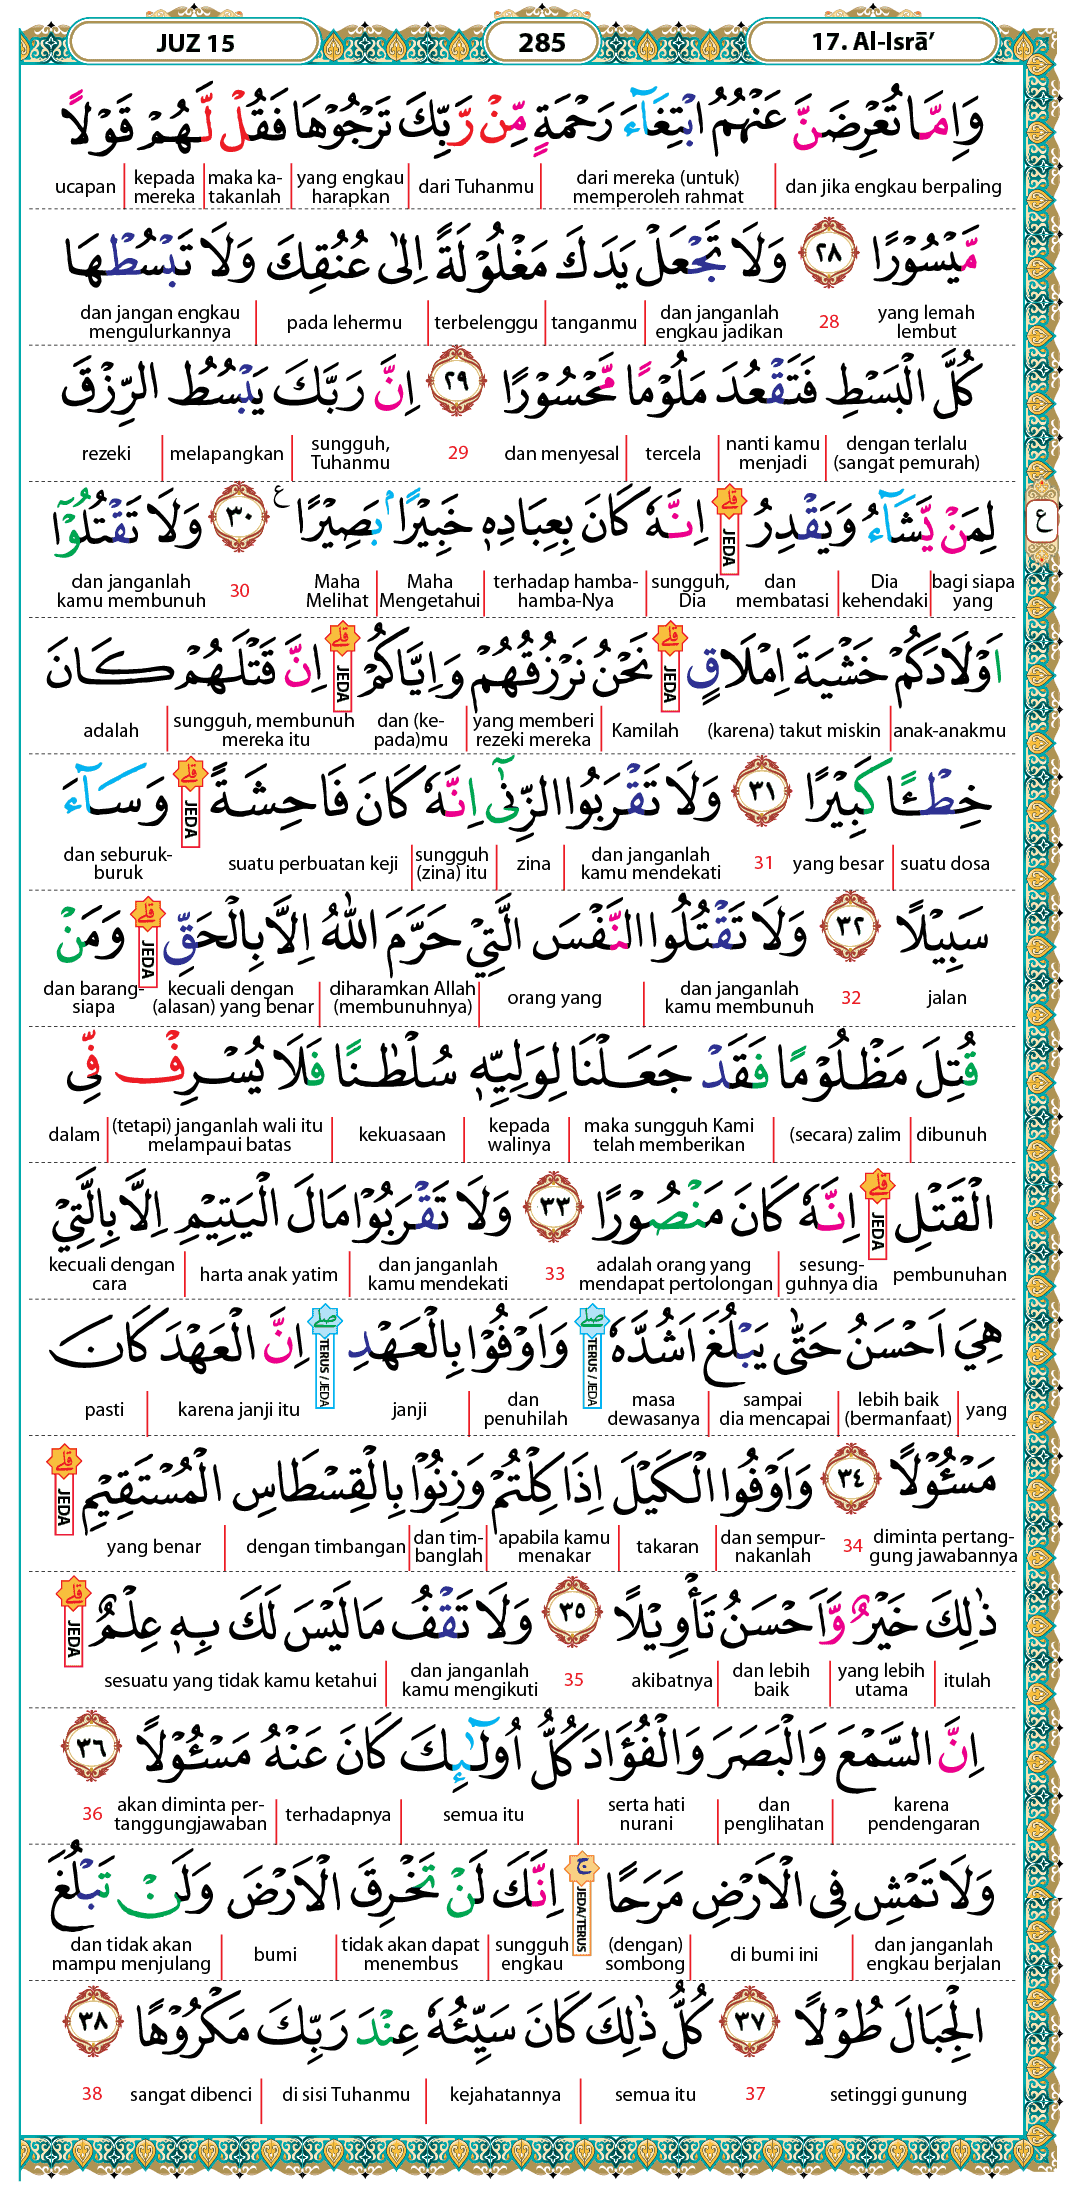 JUZ 15 285 17. Al-Isrā’
وَاِمَّا تُعْرِضَنَّ عَنْهُمُ ابْتِغَاۤءَ رَحْمَةٍ مِّنْ رَّبِّكَ تَرْجُوْهَا فَقُلْ لَّهُمْ قَوْلًا
dan jika engkau berpaling | dari mereka (untuk) memperoleh rahmat | dari Tuhanmu | yang engkau harapkan | maka ka-takanlah | kepada mereka | ucapan
مَّيْسُوْرًا ٢٨ وَلَا تَجْعَلْ يَدَكَ مَغْلُوْلَةً اِلٰى عُنُقِكَ وَلَا تَبْسُطْهَا
yang lemah lembut 28 dan janganlah engkau jadikan | tanganmu | terbelenggu | pada lehermu | dan jangan engkau mengulurkannya
كُلَّ الْبَسْطِ فَتَقْعُدَ مَلُوْمًا مَّحْسُوْرًا ٢٩ اِنَّ رَبَّكَ يَبْسُطُ الرِّزْقَ
dengan terlalu (sangat pemurah) | nanti kamu menjadi | tercela | dan menyesal 29 sungguh, Tuhanmu | melapangkan | rezeki
لِمَنْ يَّشَاۤءُ وَيَقْدِرُ ۗ اِنَّهٗ كَانَ بِعِبَادِهٖ خَبِيْرًاۢ بَصِيْرًا ࣖ ٣٠ وَلَا تَقْتُلُوْٓا
JEDA
ع
bagi siapa yang | Dia kehendaki | dan membatasi | sungguh, Dia | terhadap hamba-hamba-Nya | Maha Mengetahui | Maha Melihat 30 dan janganlah kamu membunuh
اَوْلَادَكُمْ خَشْيَةَ اِمْلَاقٍ ۗ نَحْنُ نَرْزُقُهُمْ وَاِيَّاكُمْ ۗ اِنَّ قَتْلَهُمْ كَانَ
JEDA JEDA
anak-anakmu | (karena) takut miskin | Kamilah | yang memberi rezeki mereka | dan (ke-pada)mu | sungguh, membunuh mereka itu | adalah
خِطْـًٔا كَبِيْرًا ٣١ وَلَا تَقْرَبُوا الزِّنٰىٓ اِنَّهٗ كَانَ فَاحِشَةً ۗ وَسَاۤءَ
JEDA
suatu dosa | yang besar 31 dan janganlah kamu mendekati | zina | sungguh (zina) itu | suatu perbuatan keji dan seburuk-buruk
سَبِيْلًا ٣٢ وَلَا تَقْتُلُوا النَّفْسَ الَّتِيْ حَرَّمَ اللّٰهُ اِلَّا بِالْحَقِّ ۗ وَمَنْ
JEDA
jalan 32 dan janganlah kamu membunuh | orang yang | diharamkan Allah (membunuhnya) | kecuali dengan (alasan) yang benar dan barang-siapa
قُتِلَ مَظْلُوْمًا فَقَدْ جَعَلْنَا لِوَلِيِّهٖ سُلْطٰنًا فَلَا يُسْرِفْ فِّى
dibunuh | (secara) zalim | maka sungguh Kami telah memberikan | kepada walinya | kekuasaan | (tetapi) janganlah wali itu melampaui batas | dalam
الْقَتْلِ ۗ اِنَّهٗ كَانَ مَنْصُوْرًا ٣٣ وَلَا تَقْرَبُوْا مَالَ الْيَتِيْمِ اِلَّا بِالَّتِيْ
JEDA
pembunuhan sesung-guhnya dia | adalah orang yang mendapat pertolongan 33 dan janganlah kamu mendekati | harta anak yatim | kecuali dengan cara
هِيَ اَحْسَنُ حَتّٰى يَبْلُغَ اَشُدَّهٗ ۖ وَاَوْفُوْا بِالْعَهْدِ ۖ اِنَّ الْعَهْدَ كَانَ
TERUS / JEDA TERUS / JEDA
yang | lebih baik (bermanfaat) | sampai dia mencapai | masa dewasanya dan penuhilah | janji karena janji itu | pasti
مَسْـُٔوْلًا ٣٤ وَاَوْفُوا الْكَيْلَ اِذَا كِلْتُمْ وَزِنُوْا بِالْقِسْطَاسِ الْمُسْتَقِيْمِ ۗ
JEDA
diminta pertang-gung jawabannya 34 dan sempur-nakanlah | takaran | apabila kamu menakar | dan tim-banglah | dengan timbangan | yang benar
ذٰلِكَ خَيْرٌ وَّاَحْسَنُ تَأْوِيْلًا ٣٥ وَلَا تَقْفُ مَا لَيْسَ لَكَ بِهٖ عِلْمٌ ۗ
JEDA
itulah | yang lebih utama | dan lebih baik | akibatnya 35 dan janganlah kamu mengikuti | sesuatu yang tidak kamu ketahui
اِنَّ السَّمْعَ وَالْبَصَرَ وَالْفُؤَادَ كُلُّ اُولٰۤىِٕكَ كَانَ عَنْهُ مَسْـُٔوْلًا ٣٦
karena pendengaran | dan penglihatan | serta hati nurani | semua itu | terhadapnya | akan diminta per-tanggungjawaban 36
وَلَا تَمْشِ فِى الْاَرْضِ مَرَحًا ۚ اِنَّكَ لَنْ تَخْرِقَ الْاَرْضَ وَلَنْ تَبْلُغَ
JEDA/TERUS
dan janganlah engkau berjalan | di bumi ini | (dengan) sombong sungguh engkau | tidak akan dapat menembus | bumi | dan tidak akan mampu menjulang
الْجِبَالَ طُوْلًا ٣٧ كُلُّ ذٰلِكَ كَانَ سَيِّئُهٗ عِنْدَ رَبِّكَ مَكْرُوْهًا ٣٨
setinggi gunung 37 semua itu | kejahatannya | di sisi Tuhanmu | sangat dibenci 38